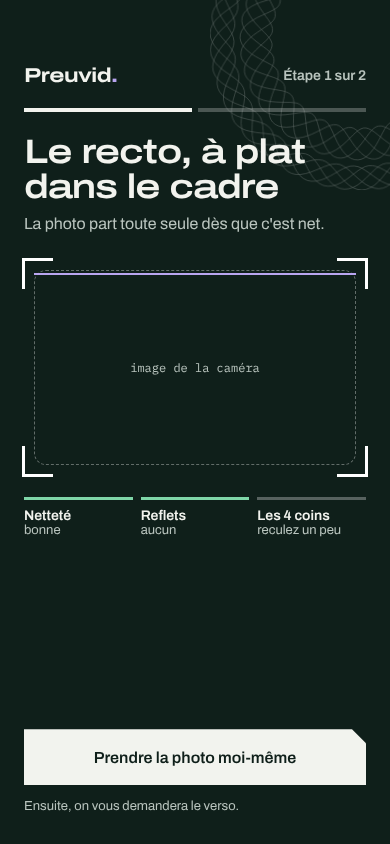 Preuvid.
Étape 1 sur 2
Le recto, à plat
dans le cadre
La photo part toute seule dès que c'est net.
image de la caméra
Netteté
bonne
Reflets
aucun
Les 4 coins
reculez un peu
Prendre la photo moi-même
Ensuite, on vous demandera le verso.